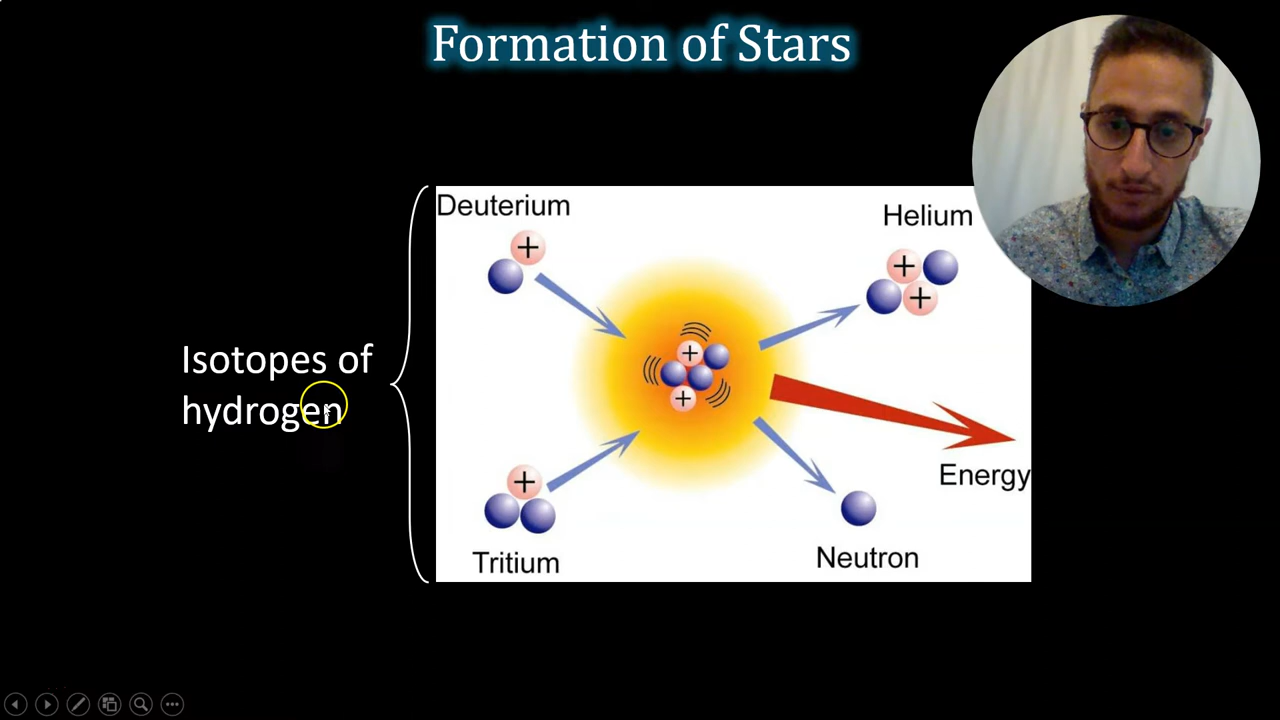 Formation of Stars
Deuterium
Helium
+
+
+
Isotopes of
hydrogen
+
+
+
Energy
Tritium
Neutron